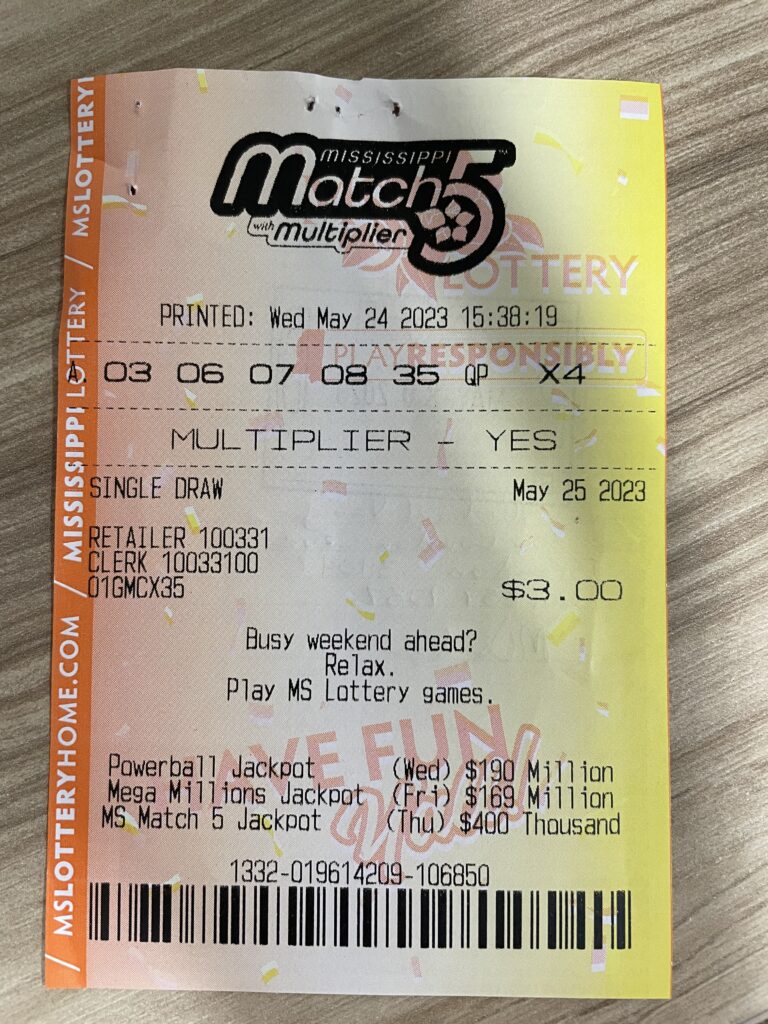 MISSISSIPPI
Match 5™
with Multiplier
LOTTERY
PRINTED: Wed May 24 2023 15:38:19
PLAY RESPONSIBLY
A. 03 06 07 08 35 QP X4
MULTIPLIER - YES
SINGLE DRAW May 25 2023
RETAILER 100331
CLERK 10033100
01GMCX35 $3.00
Busy weekend ahead?
Relax.
Play MS Lottery games.
HAVE FUN
Y'all!
Powerball Jackpot (Wed) $190 Million
Mega Millions Jackpot (Fri) $169 Million
MS Match 5 Jackpot (Thu) $400 Thousand
1332-019614209-106850
/ MSLOTTERYHOME.COM / MISSISSIPPI LOTTERY / MSLOTTERY